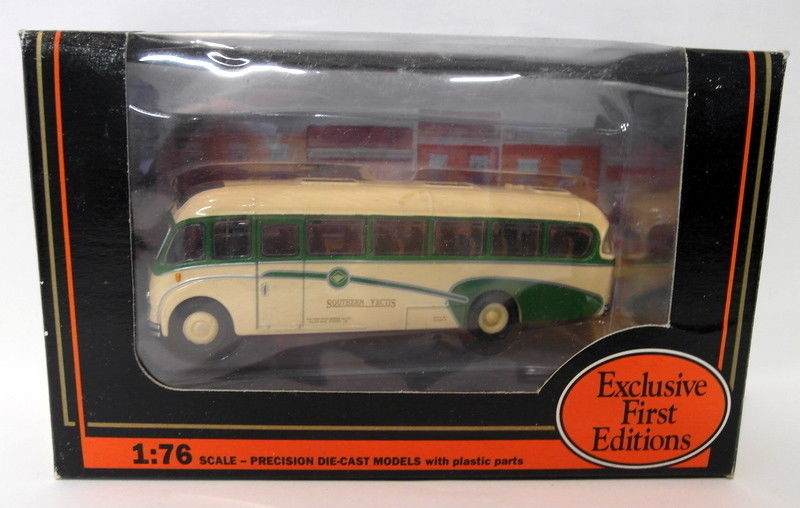 SOUTHERN VECTIS
Exclusive
First
Editions
1:76 SCALE – PRECISION DIE-CAST MODELS with plastic parts